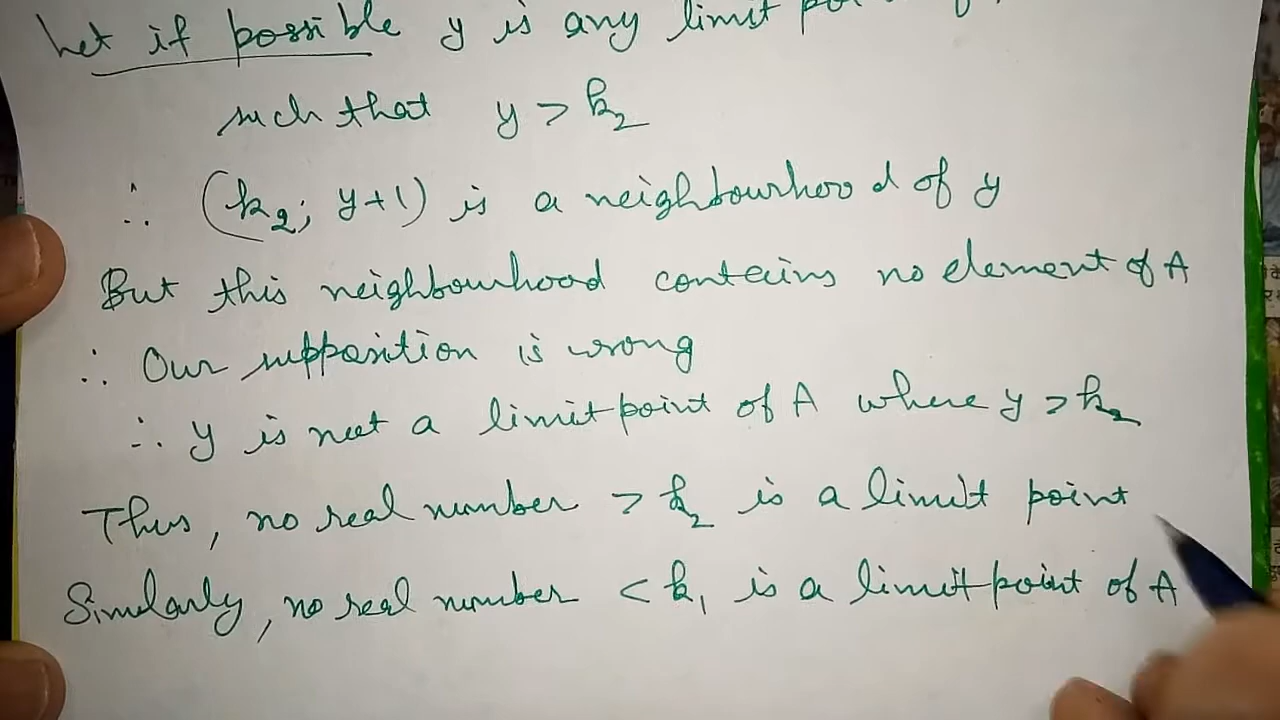 Let if possible y is any limit point of
such that y > k₂
∴ (k₂; y+1) is a neighbourhood of y
But this neighbourhood contains no element of A
∴ Our supposition is wrong
∴ y is not a limit point of A where y > k₂
Thus, no real number > k₂ is a limit point
Similarly, no real number < k₁ is a limit point of A